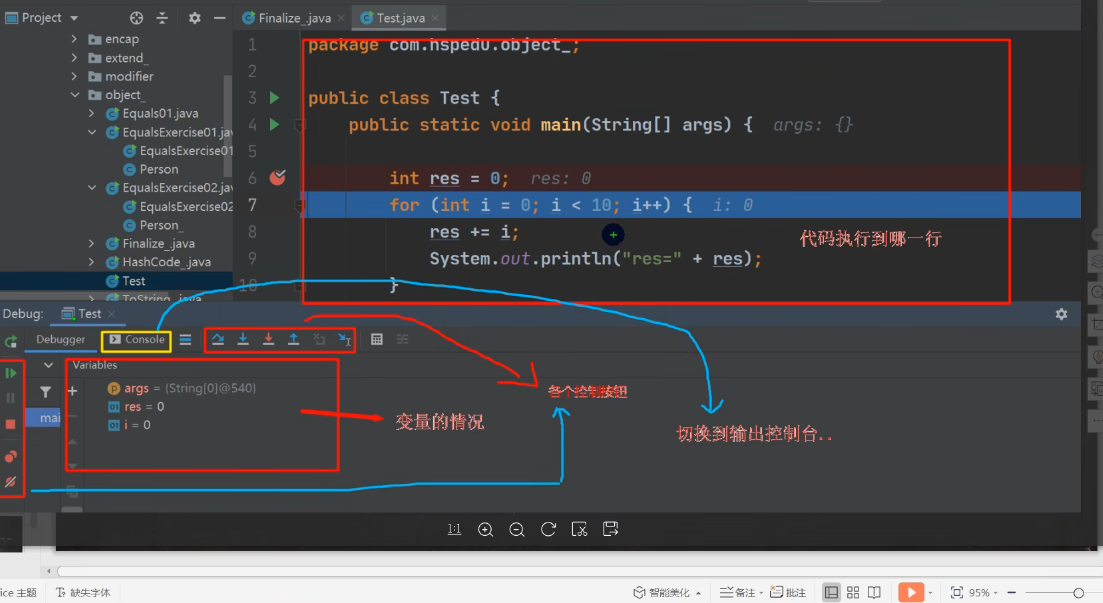 Project
Finalize_.java
Test.java
encap
extend_
modifier
object_
Equals01.java
EqualsExercise01.jav
EqualsExercise01
Person
EqualsExercise02.jav
EqualsExercise02
Person_
Finalize_.java
HashCode_.java
Test
ToString_.java
1 package com.hspedu.object_;
2
3 public class Test {
4 public static void main(String[] args) { args: {}
5
6 int res = 0; res: 0
7 for (int i = 0; i < 10; i++) { i: 0
8 res += i;
9 System.out.println("res=" + res);
10 }
代码执行到哪一行
Debug: Test
Debugger Console
Variables
mai
args = {String[0]@540}
res = 0
i = 0
变量的情况
各个控制按钮
切换到输出控制台..
1:1
ice 主题 缺失字体 智能美化 备注 批注 95%